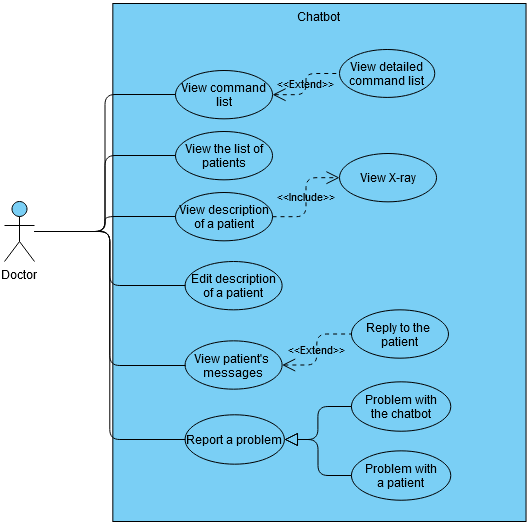 Chatbot
View detailed
command list
<<Extend>>
View command
list
View the list of
patients
View X-ray
<<Include>>
View description
of a patient
Doctor
Edit description
of a patient
Reply to the
patient
<<Extend>>
View patient's
messages
Problem with
the chatbot
Report a problem
Problem with
a patient